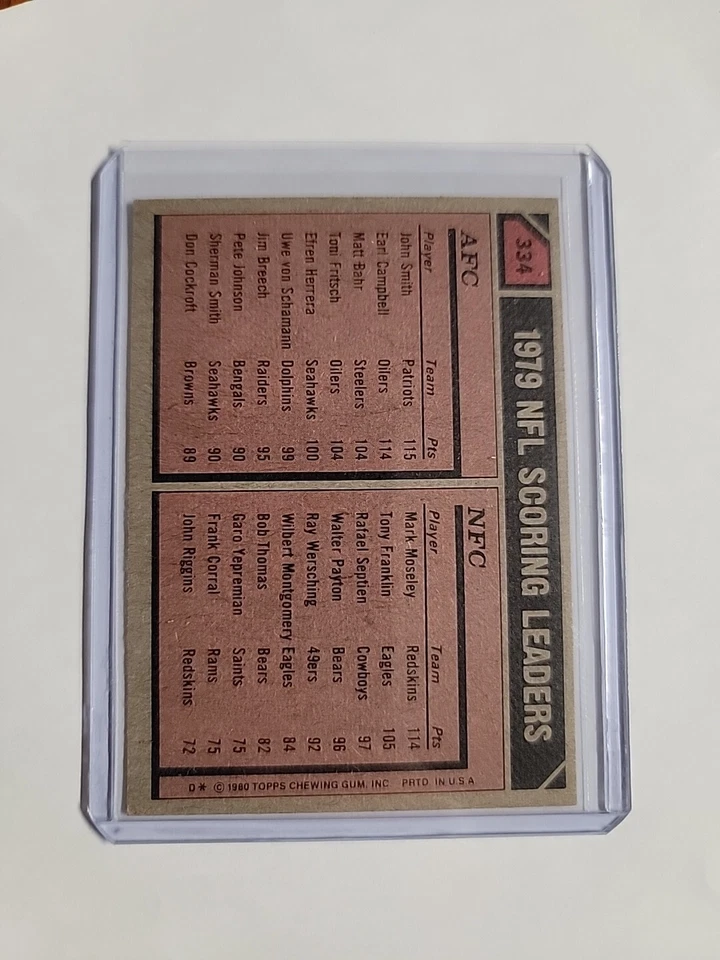 334
1979 NFL SCORING LEADERS
AFC
Player Team Pts
John Smith Patriots 115
Earl Campbell Oilers 114
Matt Bahr Steelers 104
Toni Fritsch Oilers 104
Efren Herrera Seahawks 100
Uwe von Schamann Dolphins 99
Jim Breech Raiders 95
Pete Johnson Bengals 90
Sherman Smith Seahawks 90
Don Cockroft Browns 89
NFC
Player Team Pts
Mark Moseley Redskins 114
Tony Franklin Eagles 105
Rafael Septien Cowboys 97
Walter Payton Bears 96
Ray Wersching 49ers 92
Wilbert Montgomery Eagles 84
Bob Thomas Bears 82
Garo Yepremian Saints 75
Frank Corral Rams 75
John Riggins Redskins 72
D* © 1980 TOPPS CHEWING GUM, INC PRTD IN U.S.A